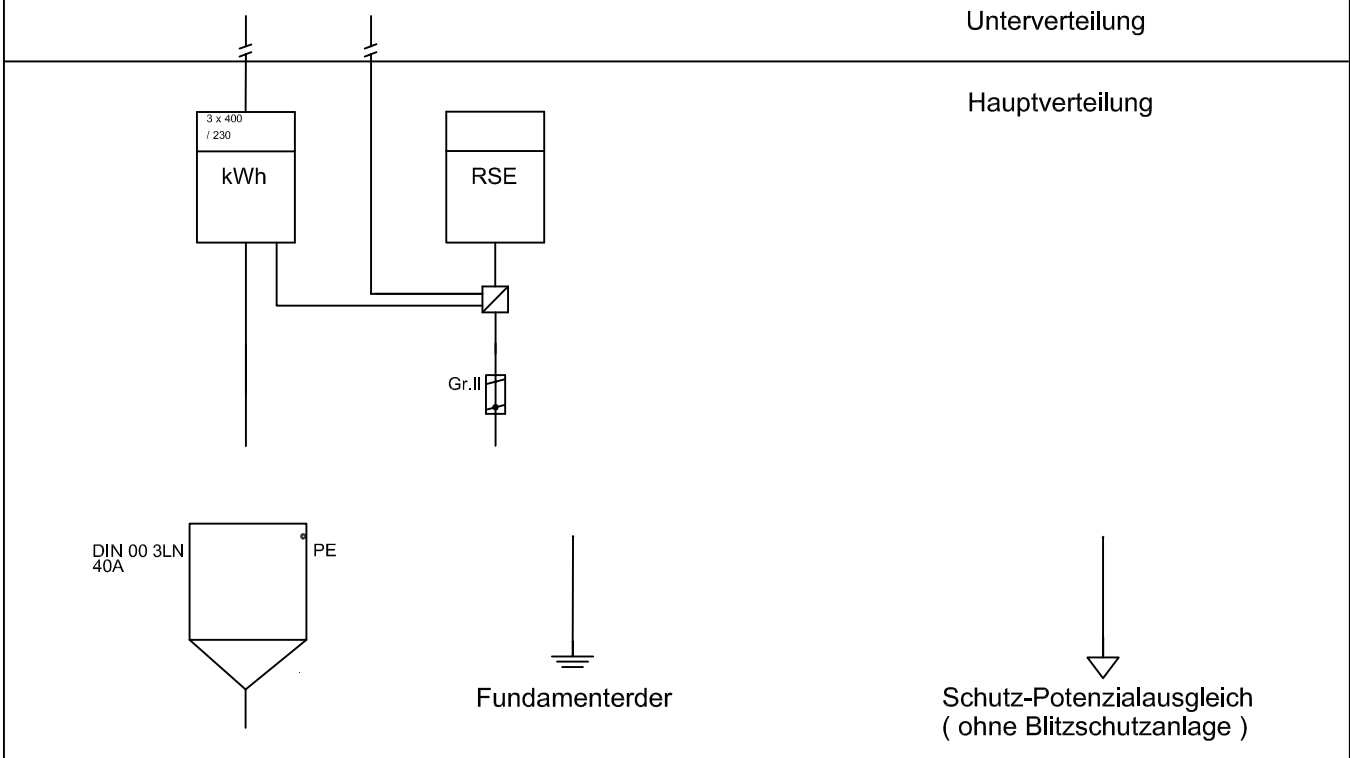 Unterverteilung
Hauptverteilung
3 x 400
/ 230
kWh
RSE
Gr.II
DIN 00 3LN
40A
PE
Fundamenterder
Schutz-Potenzialausgleich
( ohne Blitzschutzanlage )